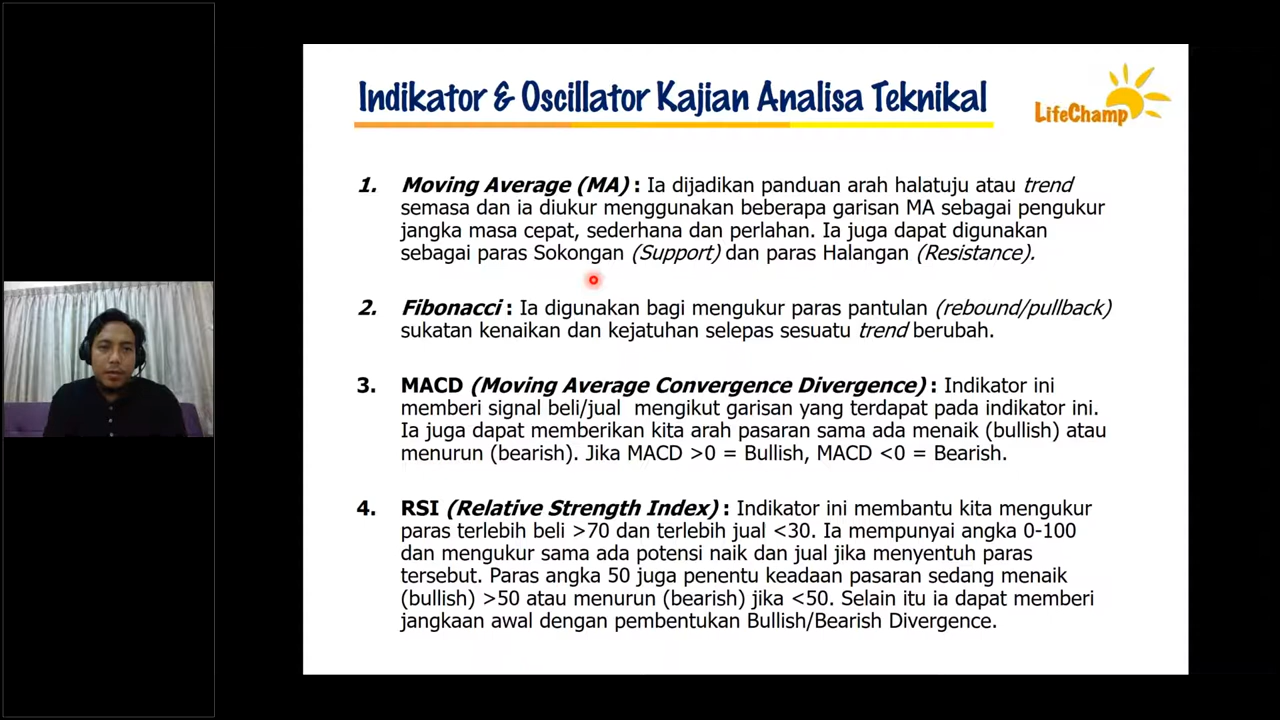 Indikator & Oscillator Kajian Analisa Teknikal
LifeChamp
1. Moving Average (MA) : Ia dijadikan panduan arah halatuju atau trend
semasa dan ia diukur menggunakan beberapa garisan MA sebagai pengukur
jangka masa cepat, sederhana dan perlahan. Ia juga dapat digunakan
sebagai paras Sokongan (Support) dan paras Halangan (Resistance).
2. Fibonacci : Ia digunakan bagi mengukur paras pantulan (rebound/pullback)
sukatan kenaikan dan kejatuhan selepas sesuatu trend berubah.
3. MACD (Moving Average Convergence Divergence) : Indikator ini
memberi signal beli/jual mengikut garisan yang terdapat pada indikator ini.
Ia juga dapat memberikan kita arah pasaran sama ada menaik (bullish) atau
menurun (bearish). Jika MACD >0 = Bullish, MACD <0 = Bearish.
4. RSI (Relative Strength Index) : Indikator ini membantu kita mengukur
paras terlebih beli >70 dan terlebih jual <30. Ia mempunyai angka 0-100
dan mengukur sama ada potensi naik dan jual jika menyentuh paras
tersebut. Paras angka 50 juga penentu keadaan pasaran sedang menaik
(bullish) >50 atau menurun (bearish) jika <50. Selain itu ia dapat memberi
jangkaan awal dengan pembentukan Bullish/Bearish Divergence.